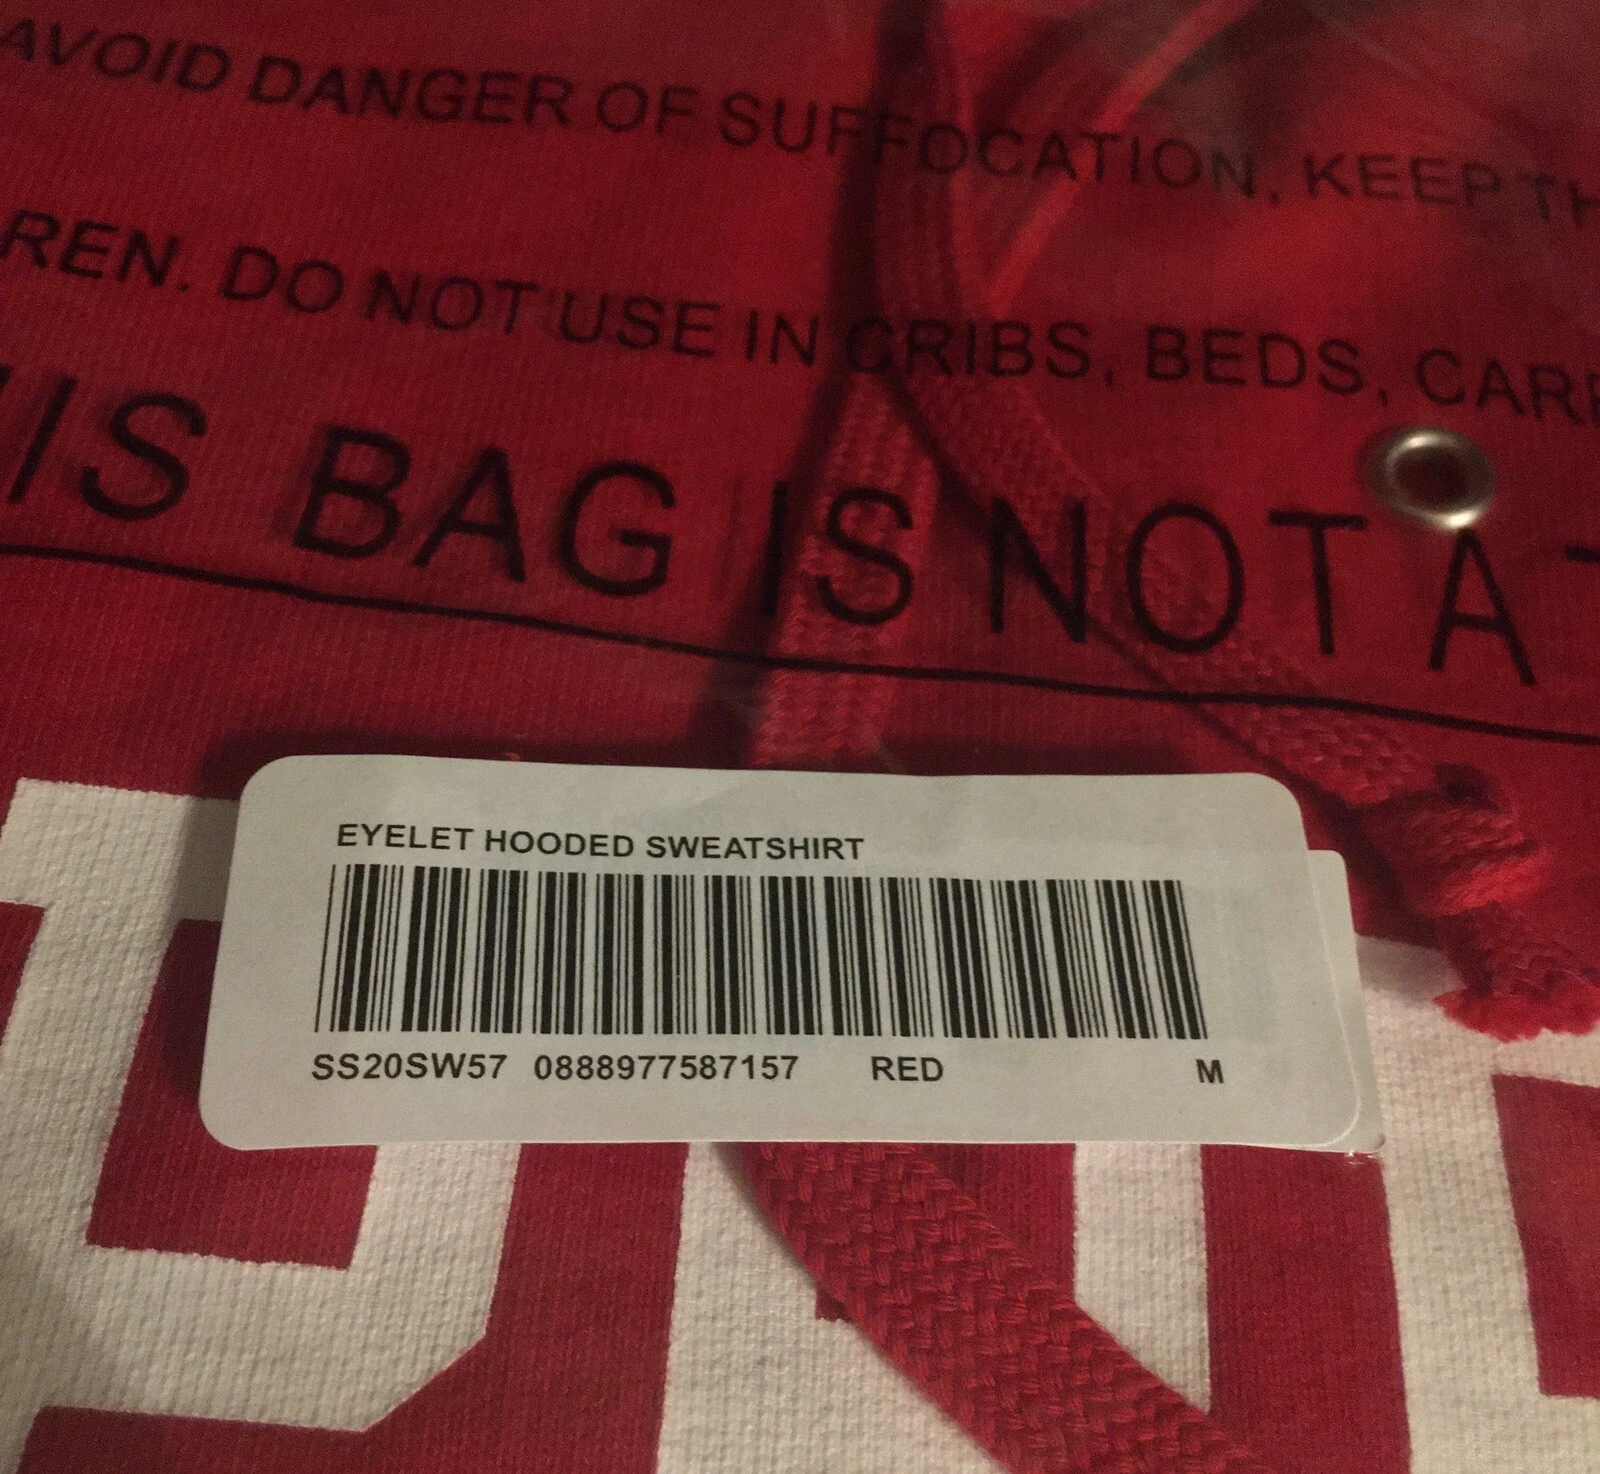 AVOID DANGER OF SUFFOCATION, KEEP TH
REN. DO NOT USE IN CRIBS, BEDS, CARR
IS BAG IS NOT A T
EYELET HOODED SWEATSHIRT
SS20SW57 0888977587157 RED M